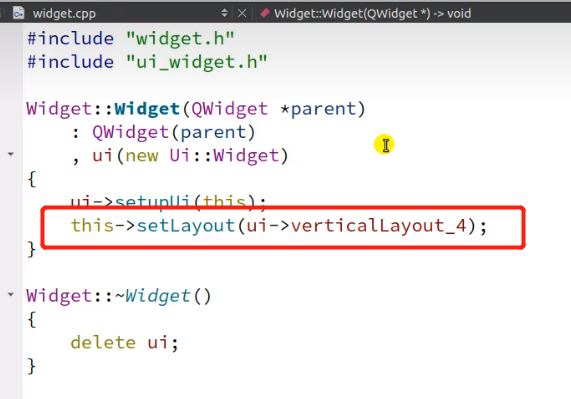 widget.cpp
Widget::Widget(QWidget *) -> void
#include "widget.h"
#include "ui_widget.h"
Widget::Widget(QWidget *parent)
: QWidget(parent)
, ui(new Ui::Widget)
{
ui->setupUi(this);
this->setLayout(ui->verticalLayout_4);
}
Widget::~Widget()
{
delete ui;
}